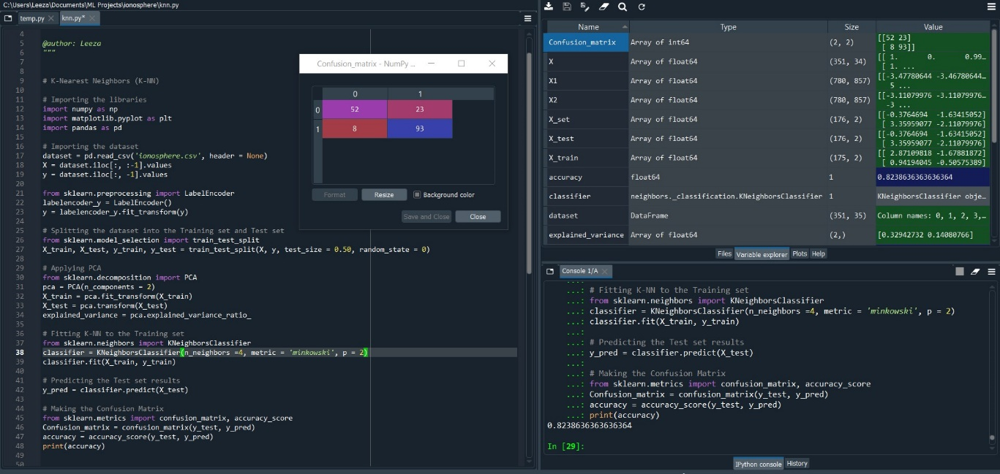 C:\Users\Leeza\Documents\ML Projects\ionosphere\knn.py
temp.py
knn.py*
4
5 @author: Leeza
6 """
7
8
9 # K-Nearest Neighbors (K-NN)
10
11 # Importing the libraries
12 import numpy as np
13 import matplotlib.pyplot as plt
14 import pandas as pd
15
16 # Importing the dataset
17 dataset = pd.read_csv('ionosphere.csv', header = None)
18 X = dataset.iloc[:, :-1].values
19 y = dataset.iloc[:, -1].values
20
21 from sklearn.preprocessing import LabelEncoder
22 labelencoder_y = LabelEncoder()
23 y = labelencoder_y.fit_transform(y)
24
25 # Splitting the dataset into the Training set and Test set
26 from sklearn.model_selection import train_test_split
27 X_train, X_test, y_train, y_test = train_test_split(X, y, test_size = 0.50, random_state = 0)
28
29 # Applying PCA
30 from sklearn.decomposition import PCA
31 pca = PCA(n_components = 2)
32 X_train = pca.fit_transform(X_train)
33 X_test = pca.transform(X_test)
34 explained_variance = pca.explained_variance_ratio_
35
36 # Fitting K-NN to the Training set
37 from sklearn.neighbors import KNeighborsClassifier
38 classifier = KNeighborsClassifier(n_neighbors =4, metric = 'minkowski', p = 2)
39 classifier.fit(X_train, y_train)
40
41 # Predicting the Test set results
42 y_pred = classifier.predict(X_test)
43
44 # Making the Confusion Matrix
45 from sklearn.metrics import confusion_matrix, accuracy_score
46 Confusion_matrix = confusion_matrix(y_test, y_pred)
47 accuracy = accuracy_score(y_test, y_pred)
48 print(accuracy)
49
50
Confusion_matrix - NumPy ...
0 1
0 52 23
1 8 93
Format Resize Background color
Save and Close Close
Name Type Size Value
Confusion_matrix Array of int64 (2, 2) [[52 23]
[ 8 93]]
X Array of float64 (351, 34) [[ 1. 0. 0.99…
[ 1. ...
X1 Array of float64 (780, 857) [[-3.47780644 -3.46780644…
5 ...
X2 Array of float64 (780, 857) [[-3.11079976 -3.11079976…
-3 ...
X_set Array of float64 (176, 2) [[-0.3764694 -1.63415052]
[ 3.35959077 -2.11079976]
X_test Array of float64 (176, 2) [[-0.3764694 -1.63415052]
[ 3.35959077 -2.11079976]
X_train Array of float64 (175, 2) [[ 2.87109818 -1.67881872]
[ 0.94194045 -0.50575389]
accuracy float64 1 0.8238636363636364
classifier neighbors._classification.KNeighborsClassifier 1 KNeighborsClassifier obje…
dataset DataFrame (351, 35) Column names: 0, 1, 2, 3,…
explained_variance Array of float64 (2,) [0.32942732 0.14080766]
Files Variable explorer Plots Help
Console 1/A
...:
...: # Fitting K-NN to the Training set
...: from sklearn.neighbors import KNeighborsClassifier
...: classifier = KNeighborsClassifier(n_neighbors =4, metric = 'minkowski', p = 2)
...: classifier.fit(X_train, y_train)
...:
...: # Predicting the Test set results
...: y_pred = classifier.predict(X_test)
...:
...: # Making the Confusion Matrix
...: from sklearn.metrics import confusion_matrix, accuracy_score
...: Confusion_matrix = confusion_matrix(y_test, y_pred)
...: accuracy = accuracy_score(y_test, y_pred)
...: print(accuracy)
0.8238636363636364
In [29]:
IPython console History